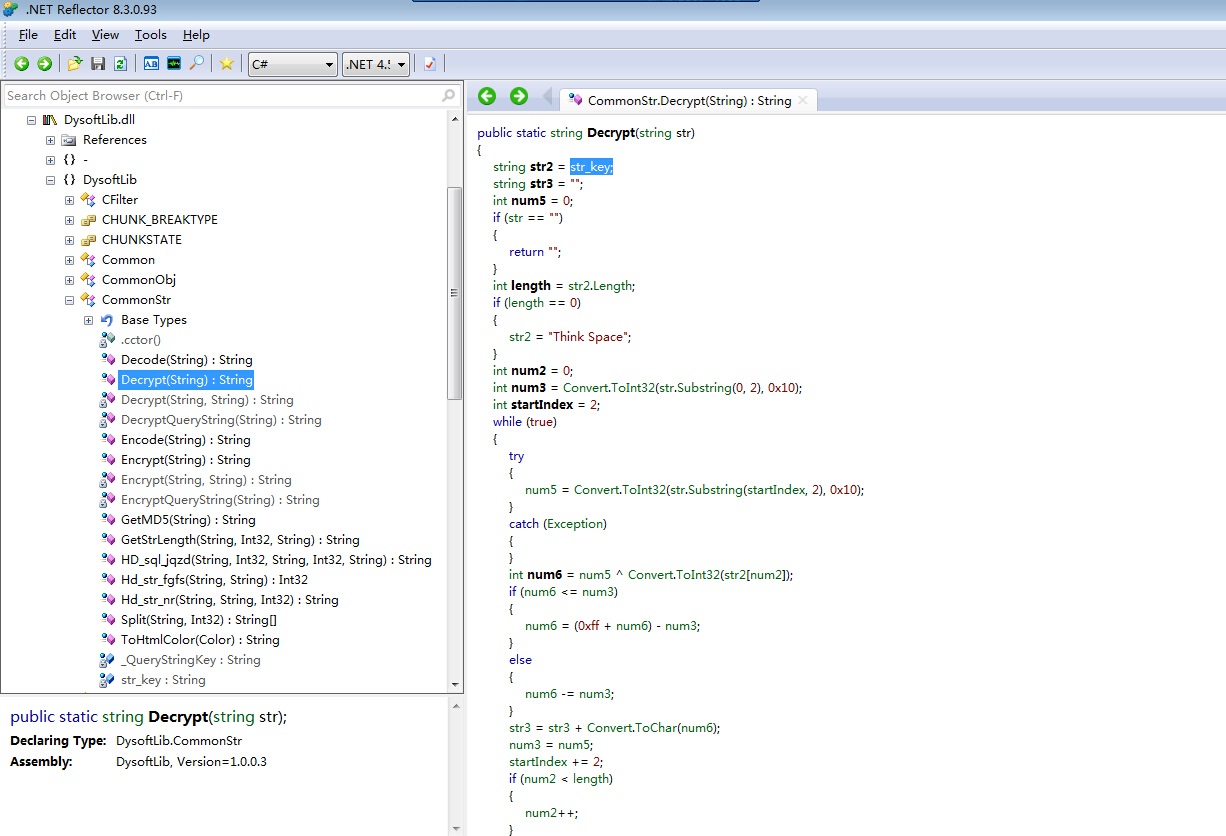 .NET Reflector 8.3.0.93
File Edit View Tools Help
C# .NET 4.5
Search Object Browser (Ctrl-F)
DysoftLib.dll
References
{} -
{} DysoftLib
CFilter
CHUNK_BREAKTYPE
CHUNKSTATE
Common
CommonObj
CommonStr
Base Types
.cctor()
Decode(String) : String
Decrypt(String) : String
Decrypt(String, String) : String
DecryptQueryString(String) : String
Encode(String) : String
Encrypt(String) : String
Encrypt(String, String) : String
EncryptQueryString(String) : String
GetMD5(String) : String
GetStrLength(String, Int32, String) : String
HD_sql_jqzd(String, Int32, String, Int32, String) : String
Hd_str_fgfs(String, String) : Int32
Hd_str_nr(String, String, Int32) : String
Split(String, Int32) : String[]
ToHtmlColor(Color) : String
_QueryStringKey : String
str_key : String
public static string Decrypt(string str);
Declaring Type: DysoftLib.CommonStr
Assembly: DysoftLib, Version=1.0.0.3
CommonStr.Decrypt(String) : String
public static string Decrypt(string str)
{
string str2 = str_key;
string str3 = "";
int num5 = 0;
if (str == "")
{
return "";
}
int length = str2.Length;
if (length == 0)
{
str2 = "Think Space";
}
int num2 = 0;
int num3 = Convert.ToInt32(str.Substring(0, 2), 0x10);
int startIndex = 2;
while (true)
{
try
{
num5 = Convert.ToInt32(str.Substring(startIndex, 2), 0x10);
}
catch (Exception)
{
}
int num6 = num5 ^ Convert.ToInt32(str2[num2]);
if (num6 <= num3)
{
num6 = (0xff + num6) - num3;
}
else
{
num6 -= num3;
}
str3 = str3 + Convert.ToChar(num6);
num3 = num5;
startIndex += 2;
if (num2 < length)
{
num2++;
}